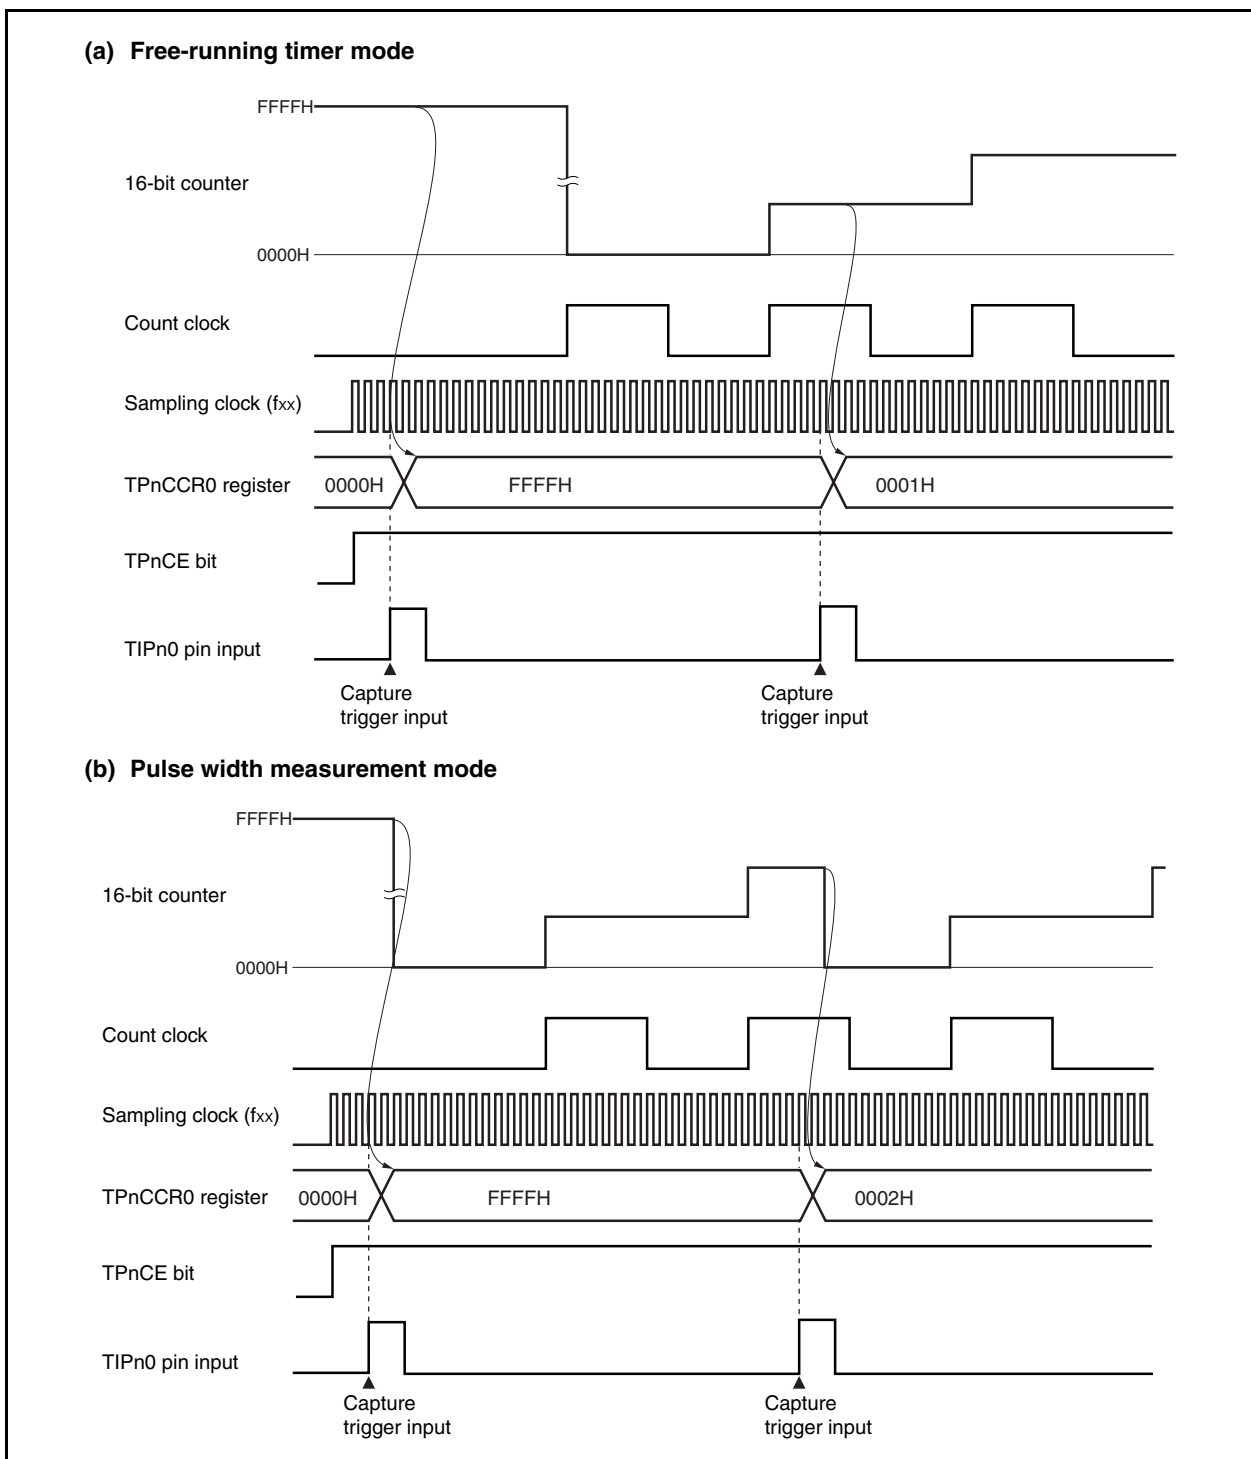 (a) Free-running timer mode
FFFFH
16-bit counter
0000H
Count clock
Sampling clock (fxx)
TPnCCR0 register
0000H
FFFFH
0001H
TPnCE bit
TIPn0 pin input
Capture
trigger input
Capture
trigger input
(b) Pulse width measurement mode
FFFFH
16-bit counter
0000H
Count clock
Sampling clock (fxx)
TPnCCR0 register
0000H
FFFFH
0002H
TPnCE bit
TIPn0 pin input
Capture
trigger input
Capture
trigger input